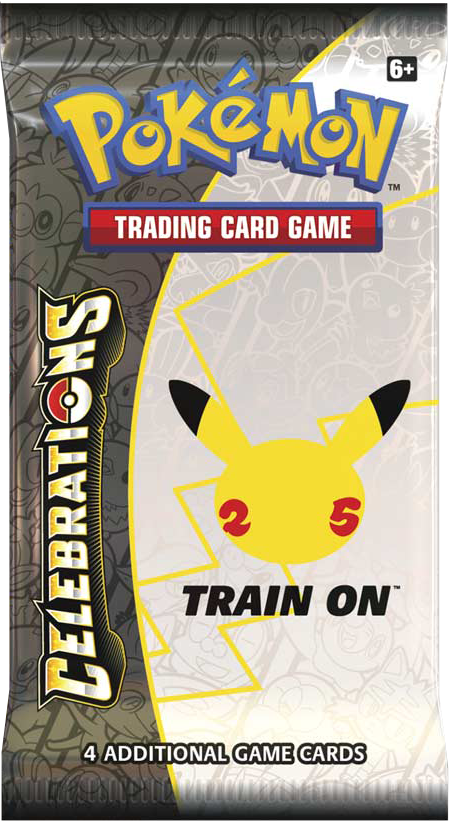 6+
POKÉMON
™
TRADING CARD GAME
CELEBRATIONS
2 5
TRAIN ON™
4 ADDITIONAL GAME CARDS